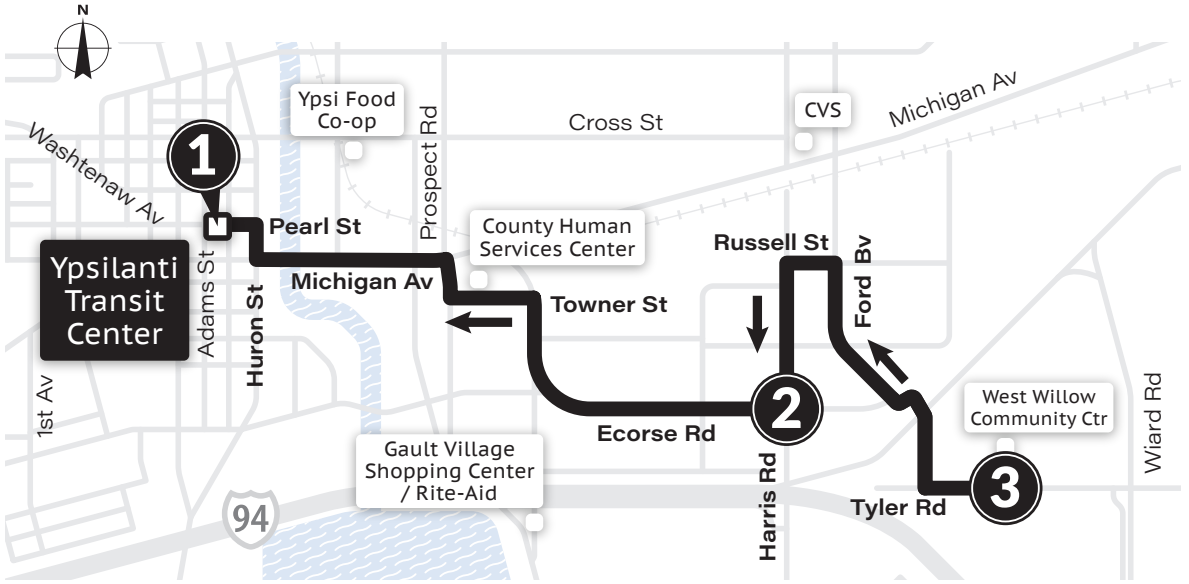 N
Ypsi Food
Co-op
CVS
Michigan Av
Cross St
Washtenaw Av
Prospect Rd
1
Pearl St
County Human
Services Center
Russell St
Ford Bv
Ypsilanti
Transit
Center
Adams St
Huron St
Michigan Av
Towner St
1st Av
2
West Willow
Community Ctr
Wiard Rd
Ecorse Rd
Gault Village
Shopping Center
/ Rite-Aid
Harris Rd
Tyler Rd
3
94